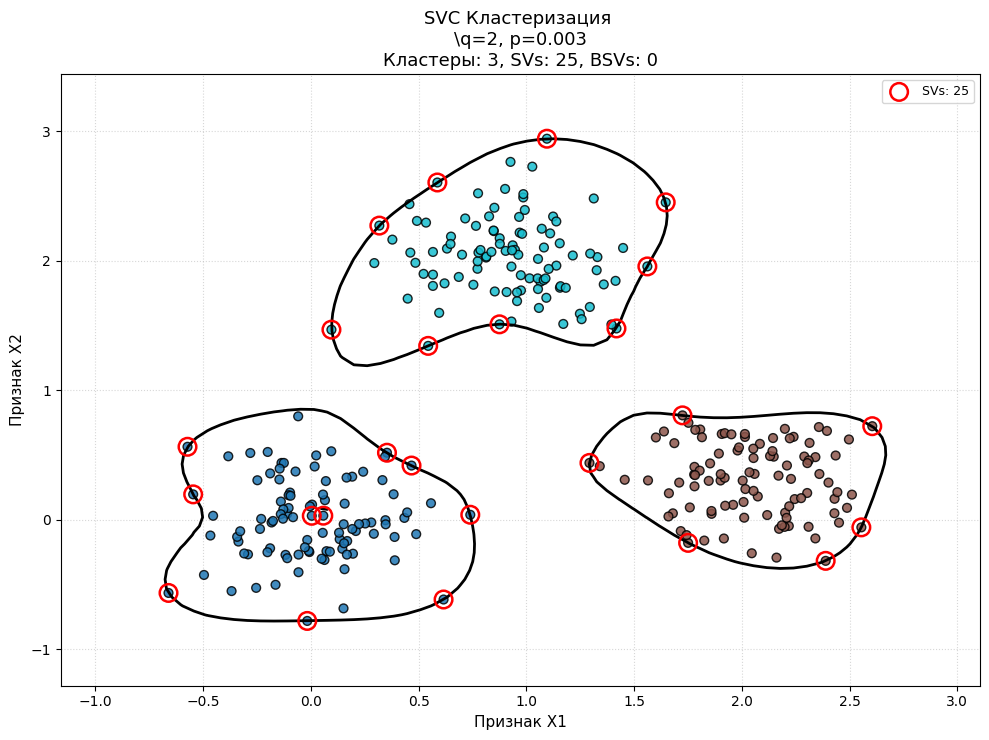 SVC Кластеризация
\q=2, p=0.003
Кластеры: 3, SVs: 25, BSVs: 0
SVs: 25
Признак X2
3
2
1
0
−1
−1.0 −0.5 0.0 0.5 1.0 1.5 2.0 2.5 3.0
Признак X1